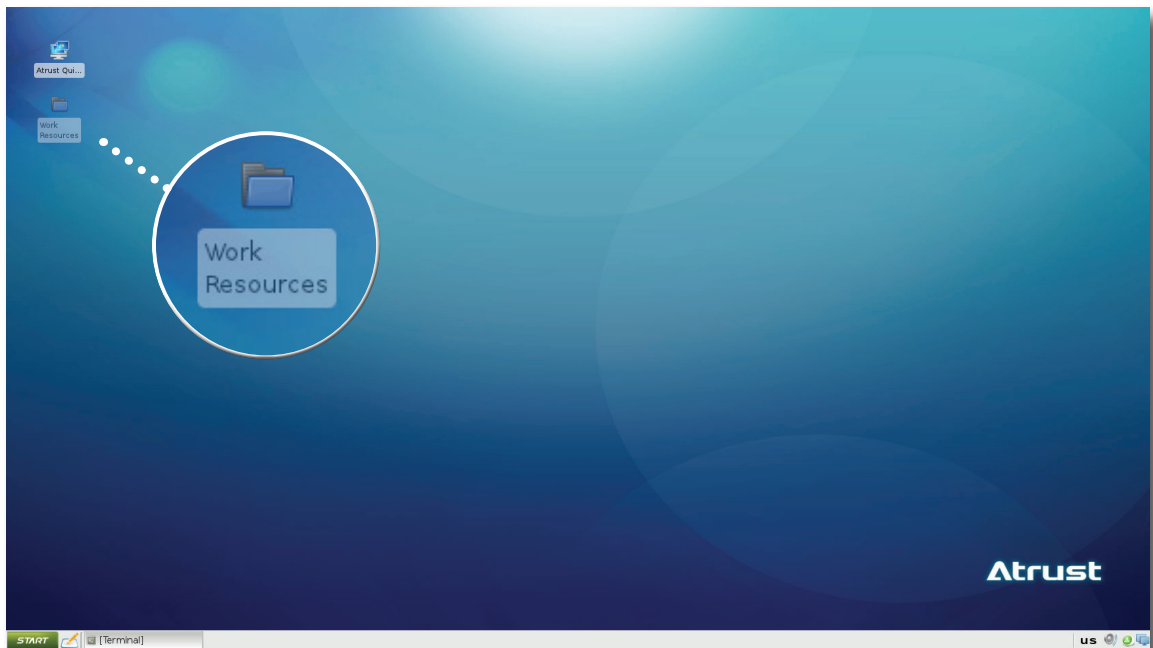 Atrust Qui...
Work
Resources
Work
Resources
Atrust
START
[Terminal]
us